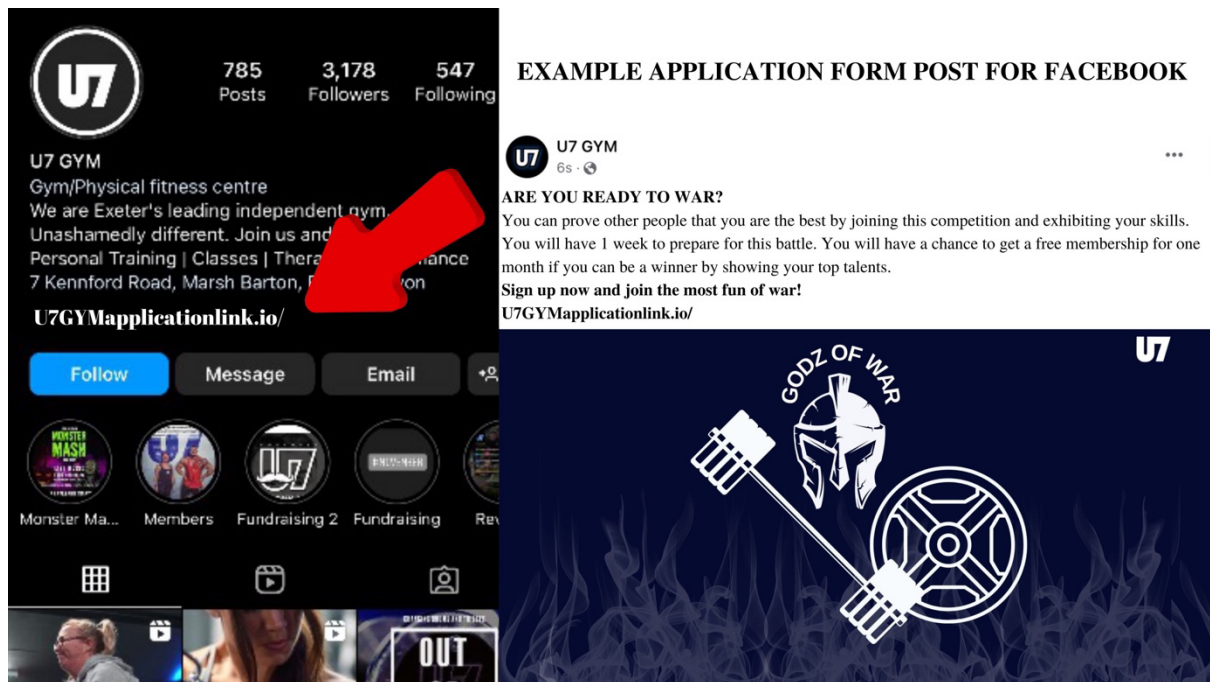 U7
785
3,178
547
Posts
Followers
Following
U7 GYM
Gym/Physical fitness centre
We are Exeter's leading independent gym.
Unashamedly different. Join us and
Personal Training | Classes | Thera
7 Kennford Road, Marsh Barton,
U7GYMapplicationlink.io/
Follow
Message
Email
MONSTER
MASH
U7
U7
Monster Ma...
Members
Fundraising 2
Fundraising
Rev
OUT
EXAMPLE APPLICATION FORM POST FOR FACEBOOK
U7
U7 GYM
6s ·
ARE YOU READY TO WAR?
You can prove other people that you are the best by joining this competition and exhibiting your skills.
You will have 1 week to prepare for this battle. You will have a chance to get a free membership for one
month if you can be a winner by showing your top talents.
Sign up now and join the most fun of war!
U7GYMapplicationlink.io/
U7
GODZ OF WAR